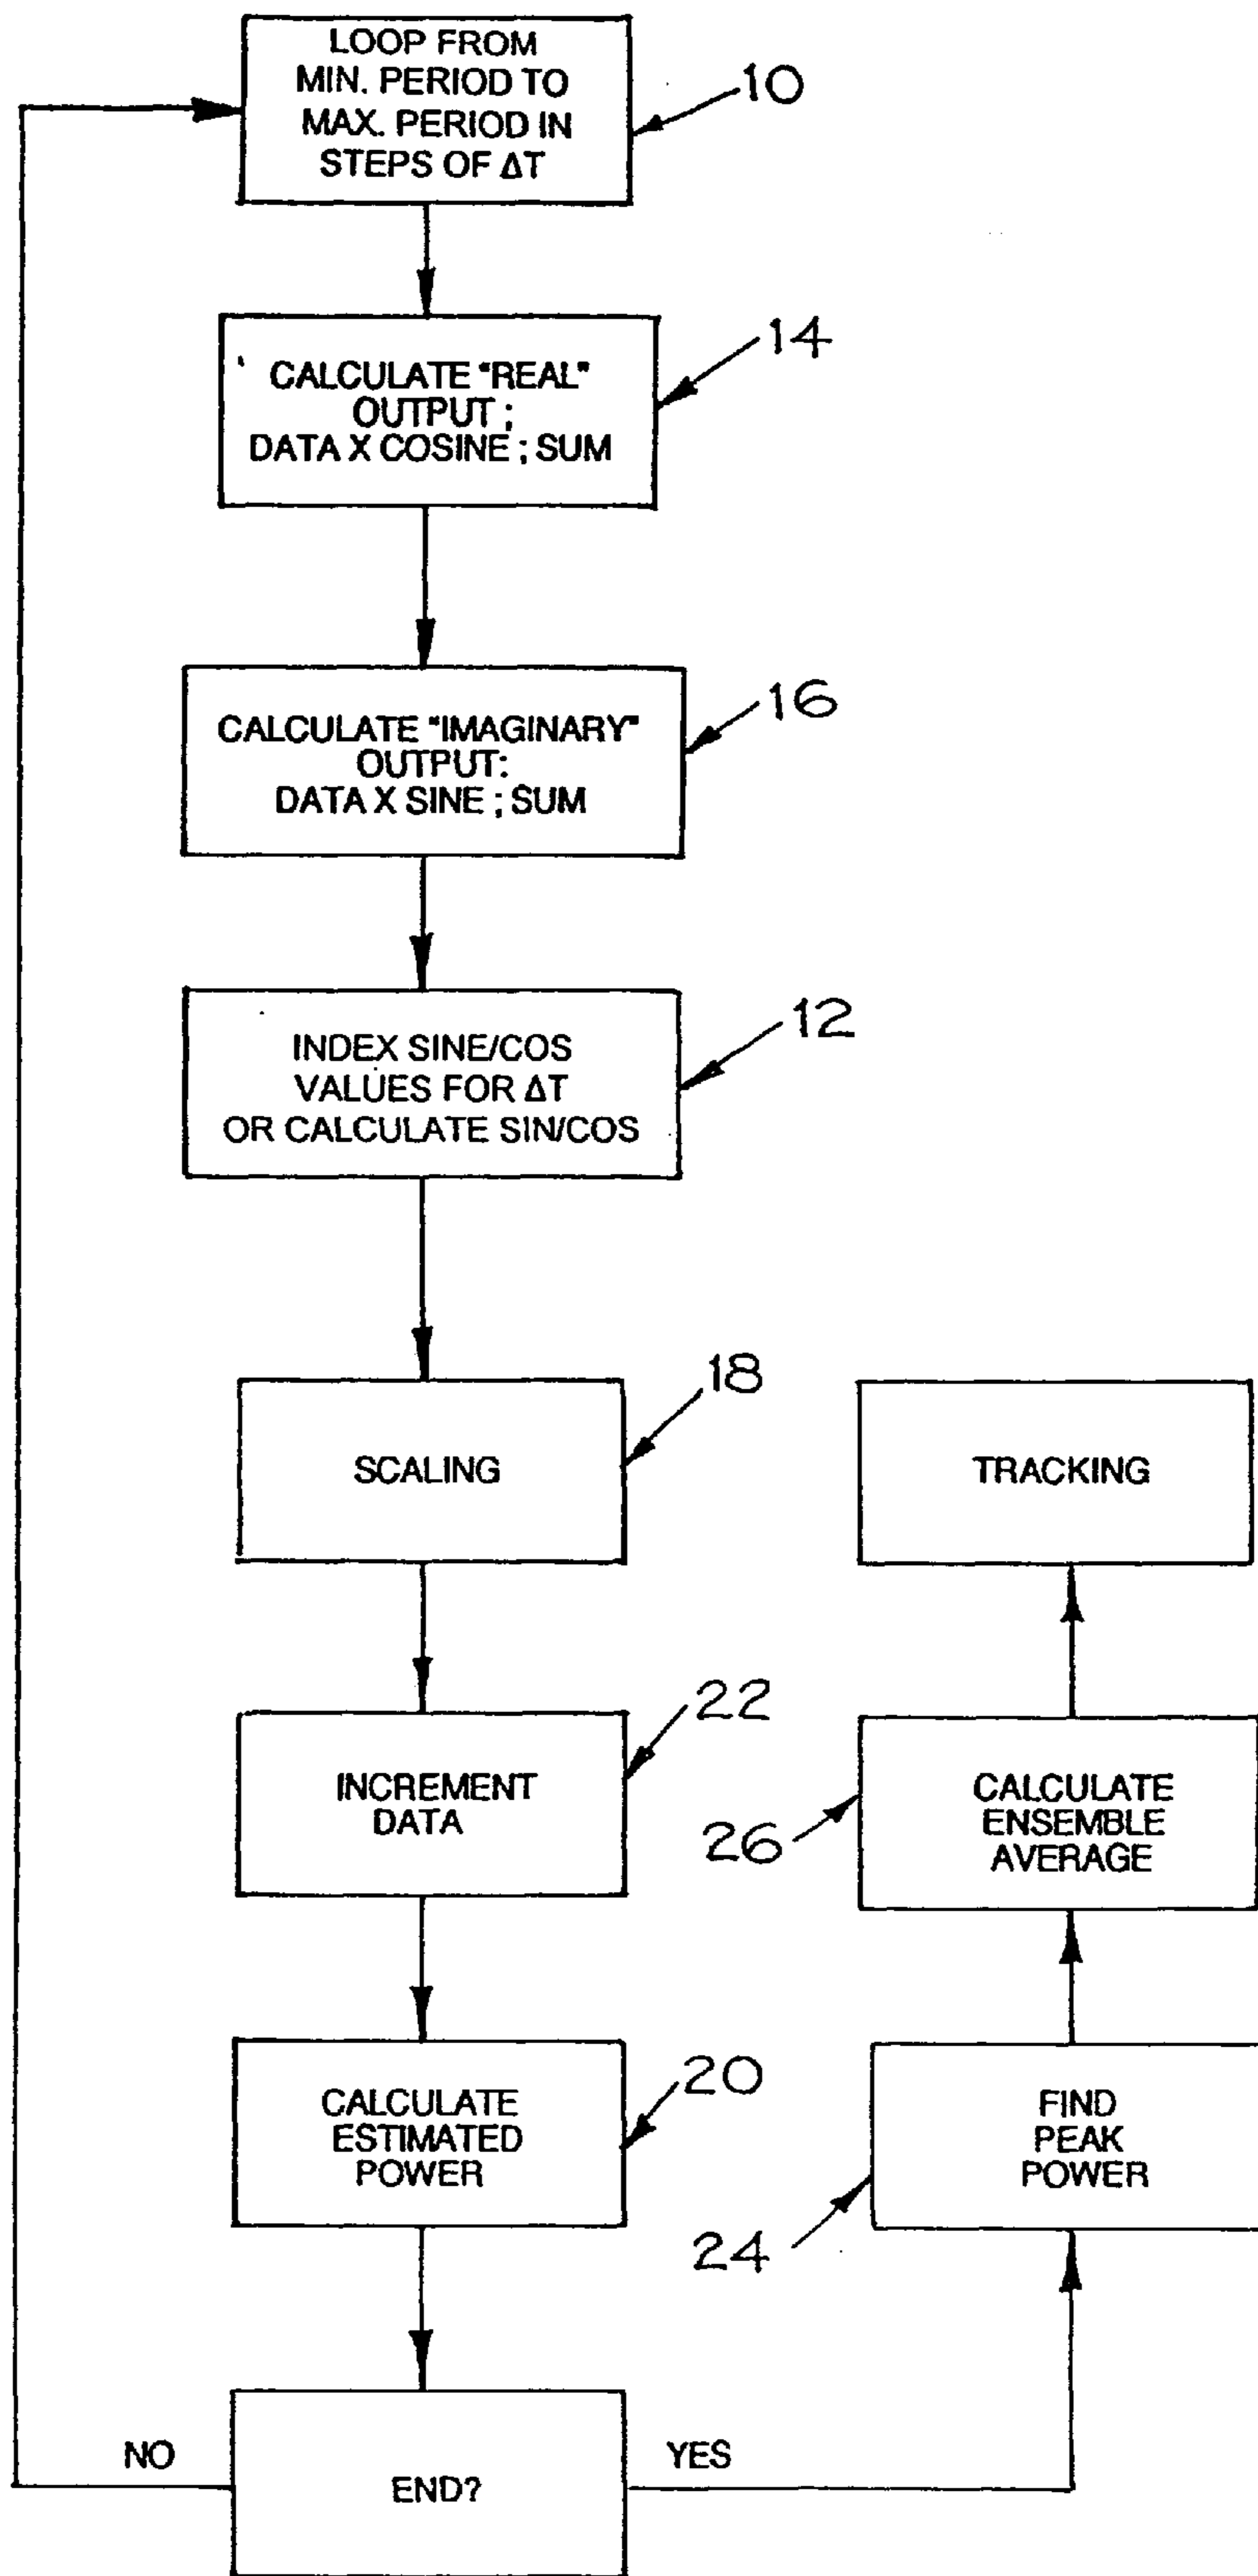 LOOP FROM
MIN. PERIOD TO
MAX. PERIOD IN
STEPS OF ΔT
10
CALCULATE "REAL"
OUTPUT ;
DATA X COSINE ; SUM
14
CALCULATE "IMAGINARY"
OUTPUT:
DATA X SINE ; SUM
16
INDEX SINE/COS
VALUES FOR ΔT
OR CALCULATE SIN/COS
12
SCALING
18
TRACKING
INCREMENT
DATA
22
CALCULATE
ENSEMBLE
AVERAGE
26
CALCULATE
ESTIMATED
POWER
20
FIND
PEAK
POWER
24
NO
END?
YES